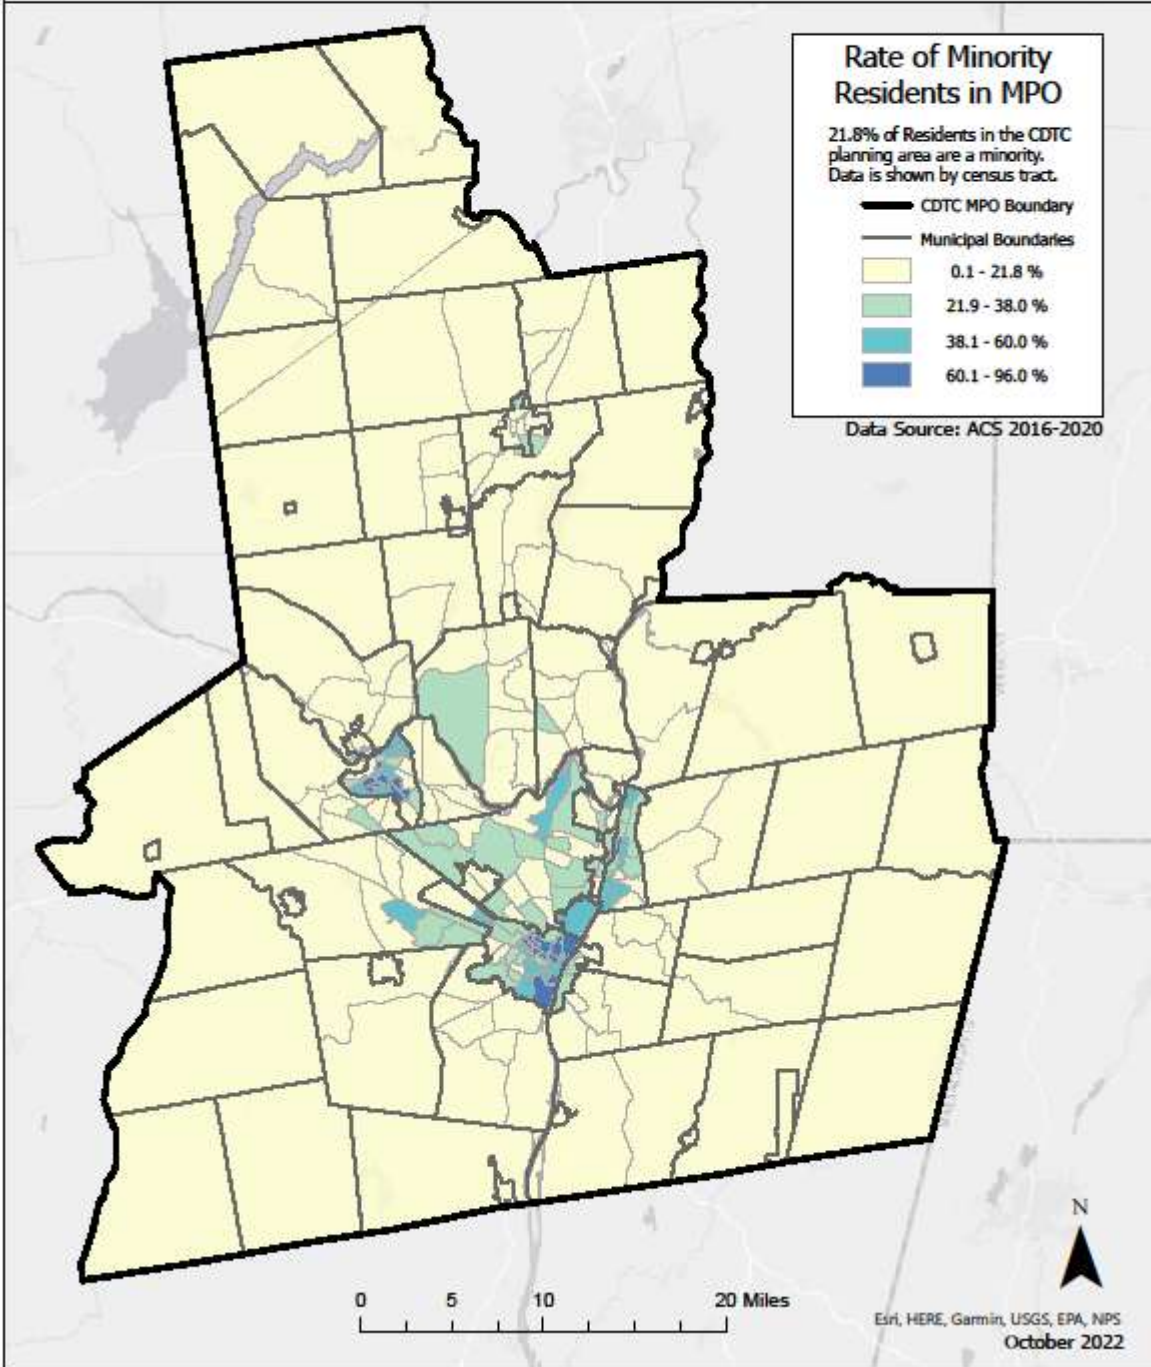 Rate of Minority
Residents in MPO
21.8% of Residents in the CDTC
planning area are a minority.
Data is shown by census tract.
CDTC MPO Boundary
Municipal Boundaries
0.1 - 21.8 %
21.9 - 38.0 %
38.1 - 60.0 %
60.1 - 96.0 %
Data Source: ACS 2016-2020
N
0 5 10 20 Miles
Esri, HERE, Garmin, USGS, EPA, NPS
October 2022